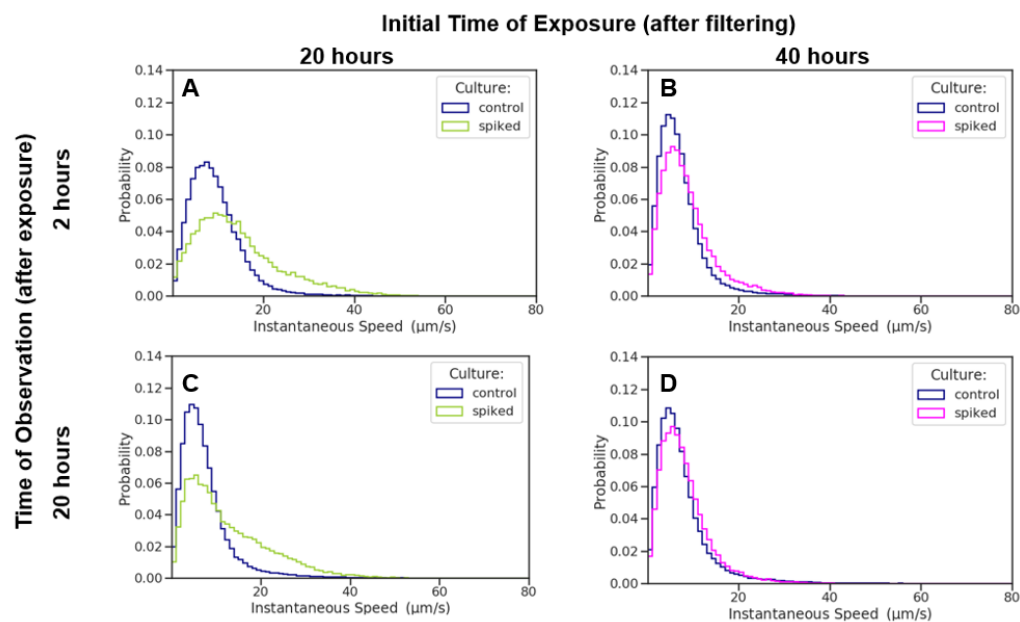 Initial Time of Exposure (after filtering)
20 hours
40 hours
Time of Observation (after exposure)
2 hours
20 hours
A
0.14
0.12
0.10
0.08
0.06
0.04
0.02
0.00
Probability
Culture:
control
spiked
20
40
60
80
Instantaneous Speed (μm/s)
B
0.14
0.12
0.10
0.08
0.06
0.04
0.02
0.00
Probability
Culture:
control
spiked
20
40
60
80
Instantaneous Speed (μm/s)
C
0.14
0.12
0.10
0.08
0.06
0.04
0.02
0.00
Probability
Culture:
control
spiked
20
40
60
80
Instantaneous Speed (μm/s)
D
0.14
0.12
0.10
0.08
0.06
0.04
0.02
0.00
Probability
Culture:
control
spiked
20
40
60
80
Instantaneous Speed (μm/s)